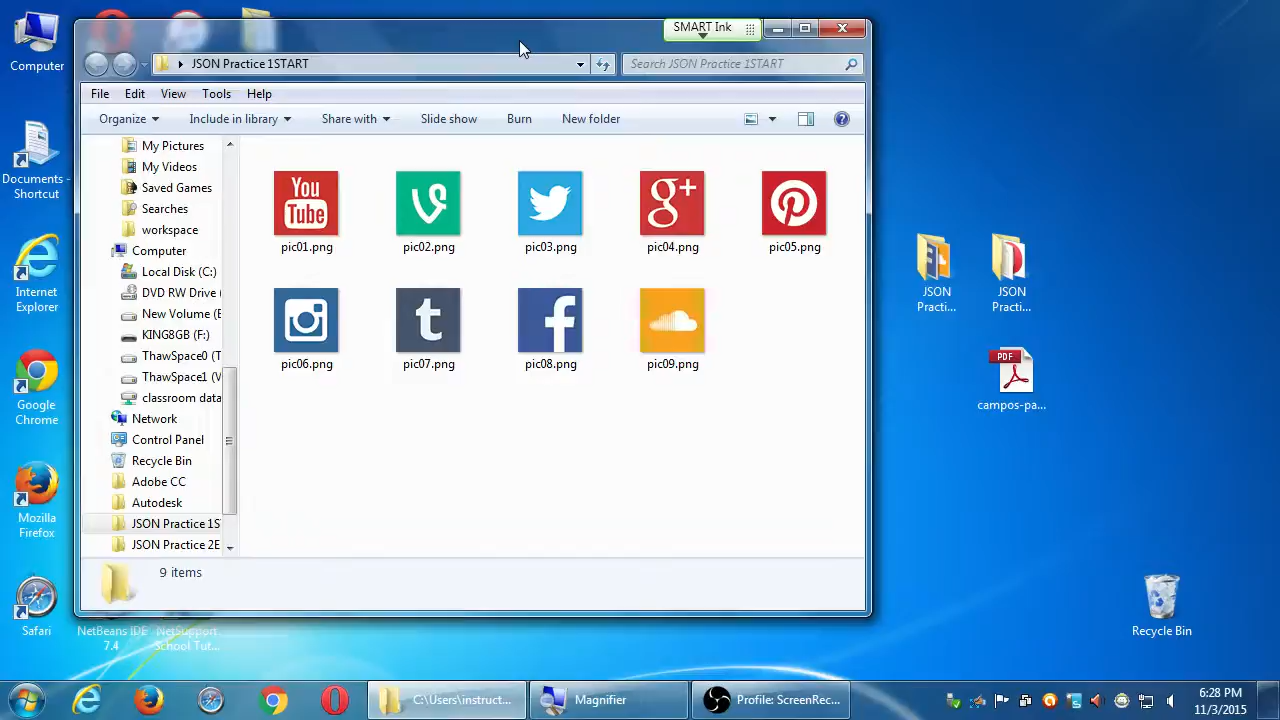 SMART Ink
JSON Practice 1START
Search JSON Practice 1START
File Edit View Tools Help
Organize Include in library Share with Slide show Burn New folder
Computer
Documents - Shortcut
Internet Explorer
Google Chrome
Mozilla Firefox
Safari
My Pictures
My Videos
Saved Games
Searches
workspace
Computer
Local Disk (C:)
DVD RW Drive (
New Volume (E
KING8GB (F:)
ThawSpace0 (T
ThawSpace1 (V
classroom data
Network
Control Panel
Recycle Bin
Adobe CC
Autodesk
JSON Practice 1S
JSON Practice 2E
You Tube
g+
pic01.png pic02.png pic03.png pic04.png pic05.png
t f
pic06.png pic07.png pic08.png pic09.png
9 items
JSON Practi... JSON Practi...
PDF
campos-pa...
Recycle Bin
NetBeans IDE 7.4
NetSupport School Tut...
C:\Users\instruct...
Magnifier
Profile: ScreenRec...
6:28 PM
11/3/2015